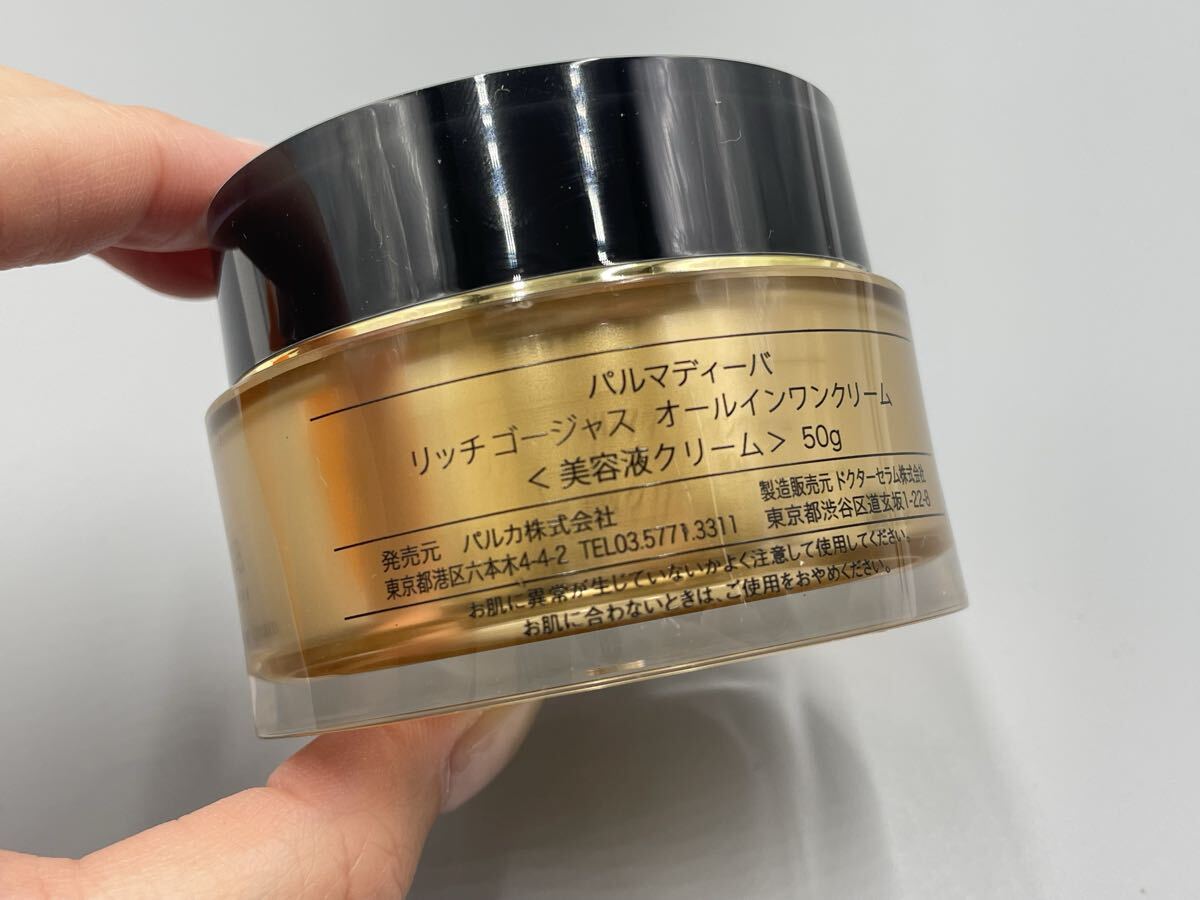 パルマディーバ
リッチ ゴージャス オールインワンクリーム
＜美容液クリーム＞ 50g
発売元 パルカ株式会社
東京都港区六本木4-4-2 TEL03.5771.3311
製造販売元 ドクターセラム株式会社
東京都渋谷区道玄坂1-22-8
お肌に異常が生じていないかよく注意して使用してください。
お肌に合わないときは、ご使用をおやめください。